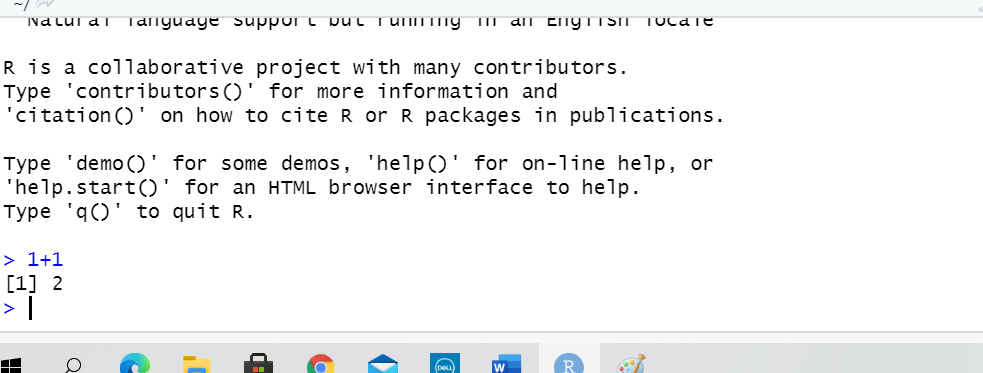 ~/
Natural language support but running in an English locale
R is a collaborative project with many contributors.
Type 'contributors()' for more information and
'citation()' on how to cite R or R packages in publications.
Type 'demo()' for some demos, 'help()' for on-line help, or
'help.start()' for an HTML browser interface to help.
Type 'q()' to quit R.
> 1+1
[1] 2
>
DELL
W
R